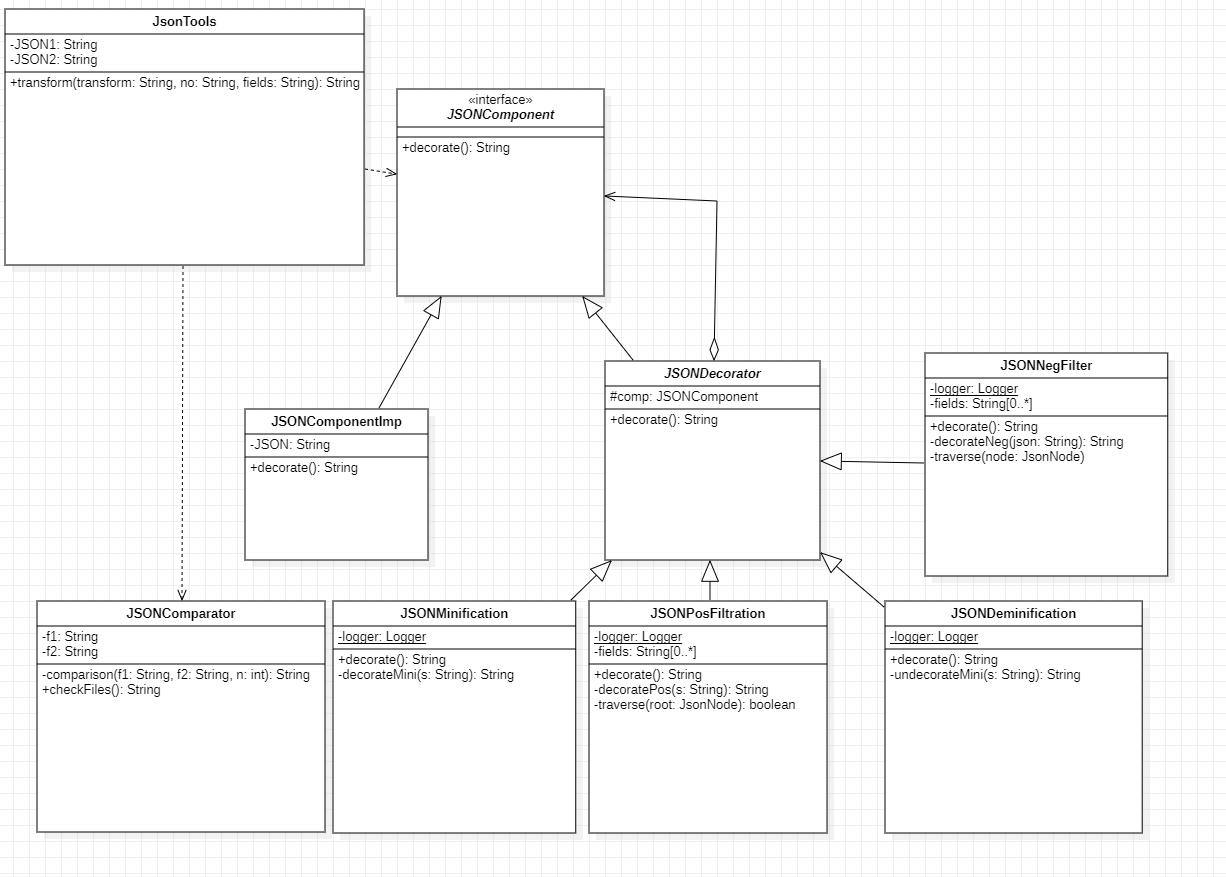 JsonTools
-JSON1: String
-JSON2: String
+transform(transform: String, no: String, fields: String): String
«interface»
JSONComponent
+decorate(): String
JSONDecorator
#comp: JSONComponent
+decorate(): String
JSONNegFilter
-logger: Logger
-fields: String[0..*]
+decorate(): String
-decorateNeg(json: String): String
-traverse(node: JsonNode)
JSONComponentImp
-JSON: String
+decorate(): String
JSONComparator
-f1: String
-f2: String
-comparison(f1: String, f2: String, n: int): String
+checkFiles(): String
JSONMinification
-logger: Logger
+decorate(): String
-decorateMini(s: String): String
JSONPosFiltration
-logger: Logger
-fields: String[0..*]
+decorate(): String
-decoratePos(s: String): String
-traverse(root: JsonNode): boolean
JSONDeminification
-logger: Logger
+decorate(): String
-undecorateMini(s: String): String